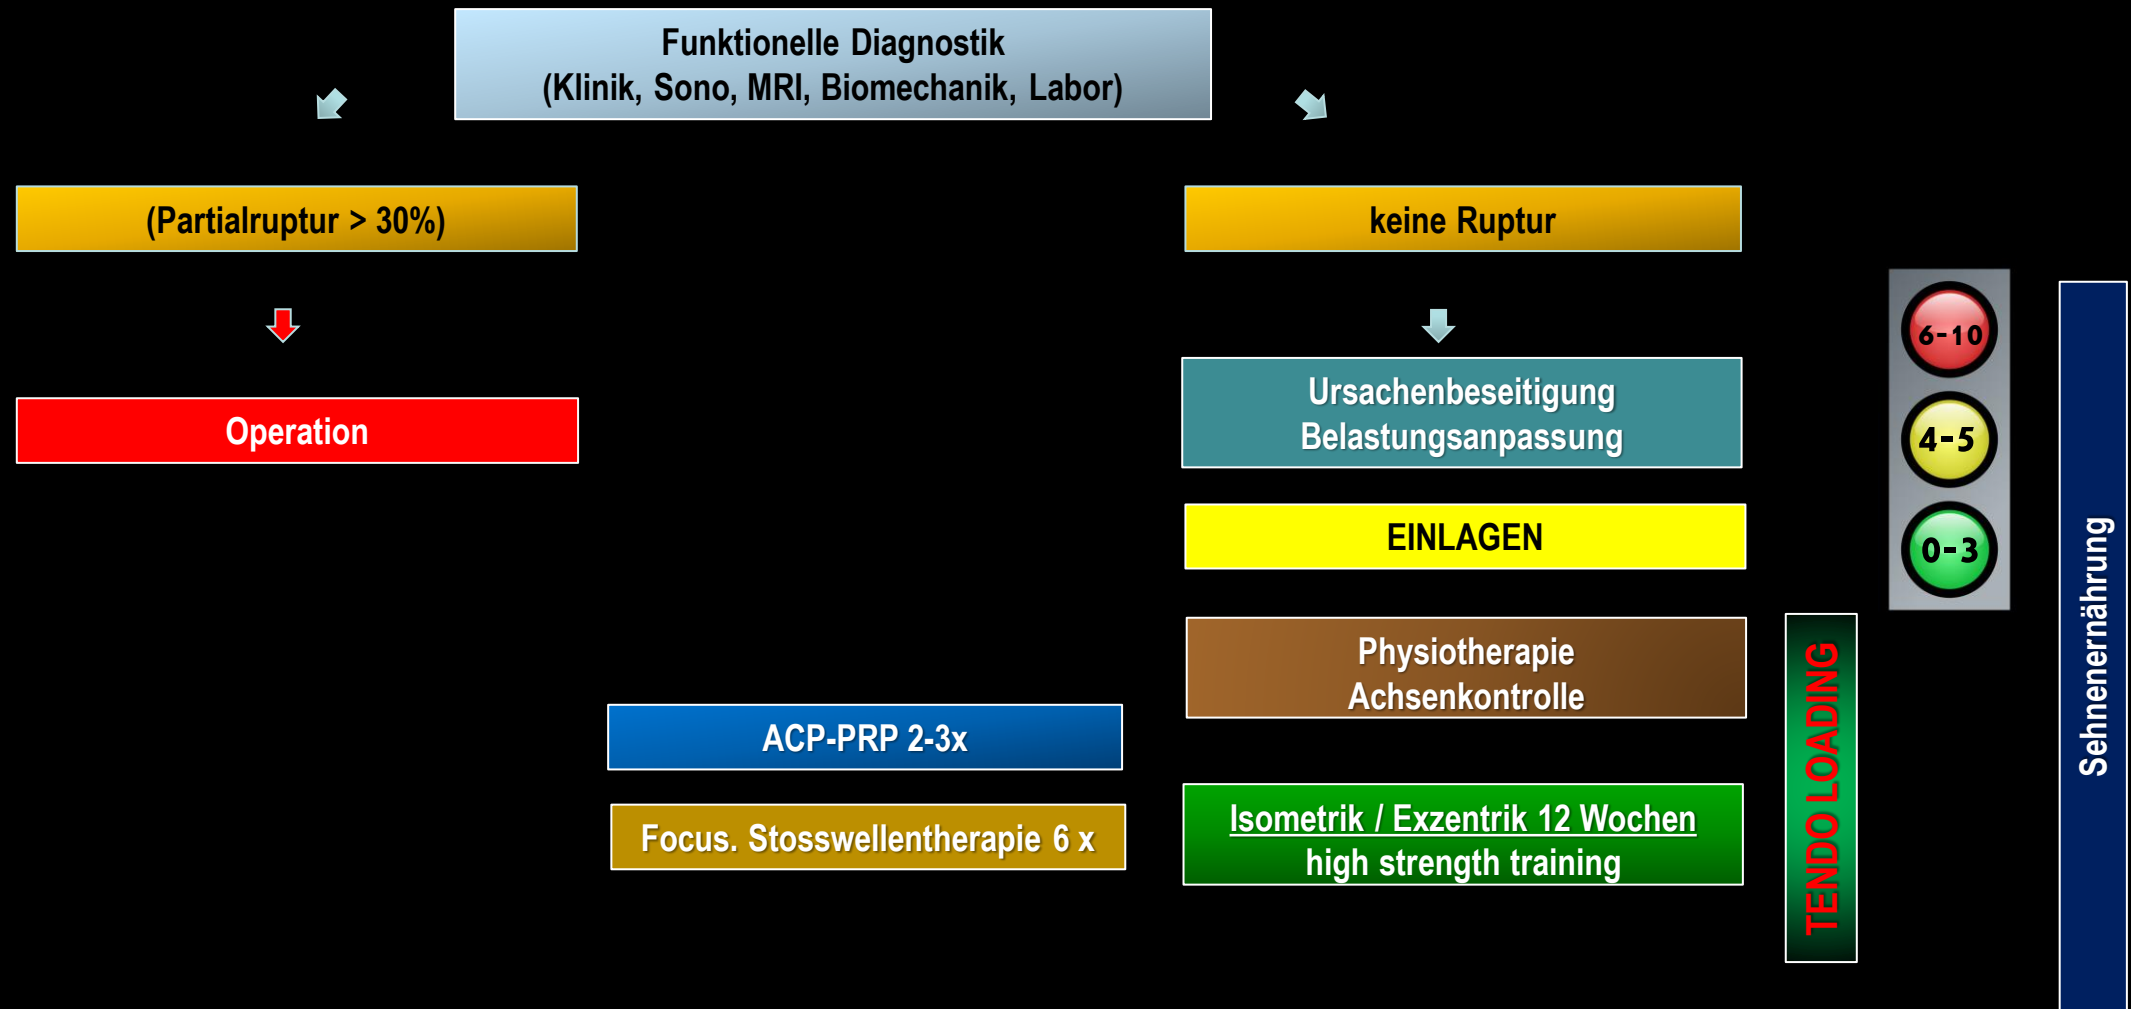 Funktionelle Diagnostik
(Klinik, Sono, MRI, Biomechanik, Labor)
(Partialruptur > 30%)
keine Ruptur
Operation
Ursachenbeseitigung
Belastungsanpassung
EINLAGEN
Physiotherapie
Achsenkontrolle
ACP-PRP 2-3x
Focus. Stosswellentherapie 6 x
Isometrik / Exzentrik 12 Wochen
high strength training
6-10
4-5
0-3
TENDO LOADING
Sehnenernährung